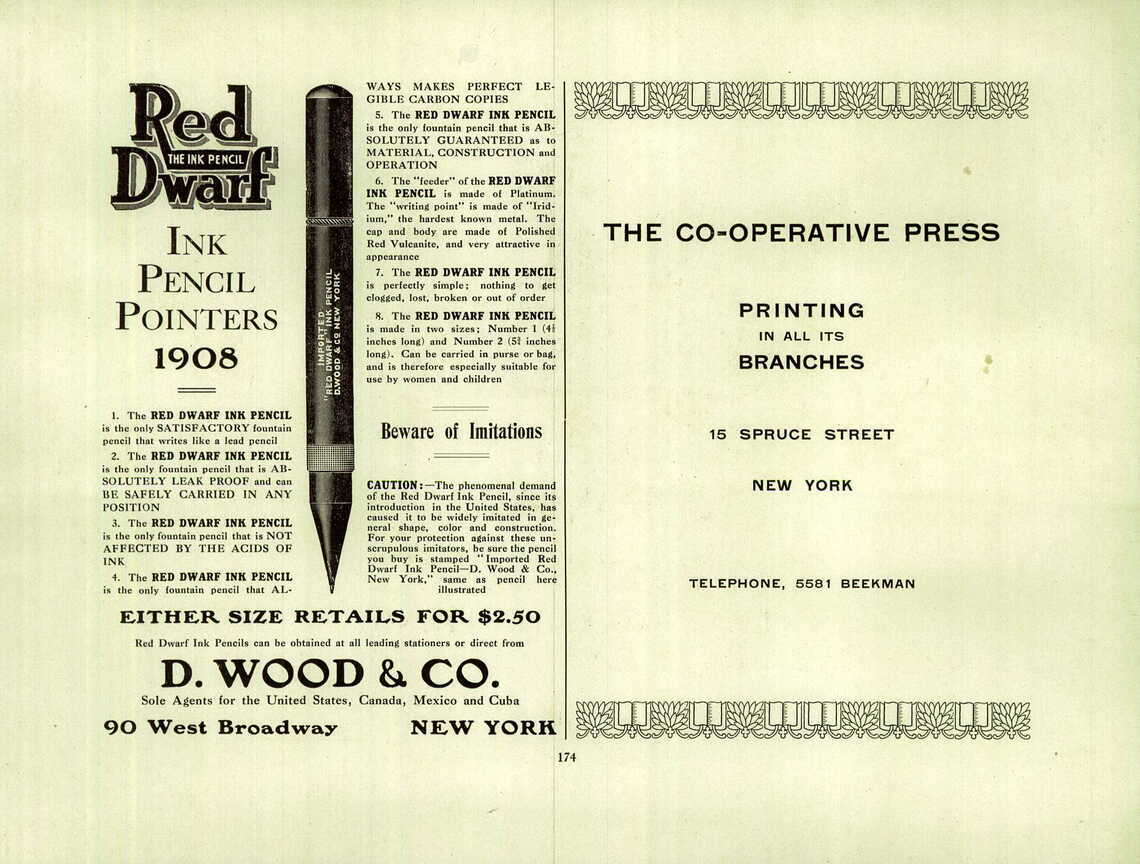 Red
THE INK PENCIL
Dwarf
INK
PENCIL
POINTERS
1908
1. The RED DWARF INK PENCIL
is the only SATISFACTORY fountain
pencil that writes like a lead pencil
2. The RED DWARF INK PENCIL
is the only fountain pencil that is AB-
SOLUTELY LEAK PROOF and can
BE SAFELY CARRIED IN ANY
POSITION
3. The RED DWARF INK PENCIL
is the only fountain pencil that is NOT
AFFECTED BY THE ACIDS OF
INK
4. The RED DWARF INK PENCIL
is the only fountain pencil that AL-
IMPORTED
"RED DWARF" INK PENCIL
D. WOOD & CO NEW YORK
WAYS MAKES PERFECT LE-
GIBLE CARBON COPIES
5. The RED DWARF INK PENCIL
is the only fountain pencil that is AB-
SOLUTELY GUARANTEED as to
MATERIAL, CONSTRUCTION and
OPERATION
6. The "feeder" of the RED DWARF
INK PENCIL is made of Platinum.
The "writing point" is made of "Irid-
ium," the hardest known metal. The
cap and body are made of Polished
Red Vulcanite, and very attractive in
appearance
7. The RED DWARF INK PENCIL
is perfectly simple; nothing to get
clogged, lost, broken or out of order
8. The RED DWARF INK PENCIL
is made in two sizes; Number 1 (4¼
inches long) and Number 2 (5¾ inches
long). Can be carried in purse or bag,
and is therefore especially suitable for
use by women and children
Beware of Imitations
CAUTION:—The phenomenal demand
of the Red Dwarf Ink Pencil, since its
introduction in the United States, has
caused it to be widely imitated in ge-
neral shape, color and construction.
For your protection against these un-
scrupulous imitators, be sure the pencil
you buy is stamped "Imported Red
Dwarf Ink Pencil—D. Wood & Co.,
New York," same as pencil here
illustrated
EITHER SIZE RETAILS FOR $2.50
Red Dwarf Ink Pencils can be obtained at all leading stationers or direct from
D. WOOD & CO.
Sole Agents for the United States, Canada, Mexico and Cuba
90 West Broadway NEW YORK
THE CO-OPERATIVE PRESS
PRINTING
IN ALL ITS
BRANCHES
15 SPRUCE STREET
NEW YORK
TELEPHONE, 5581 BEEKMAN
174